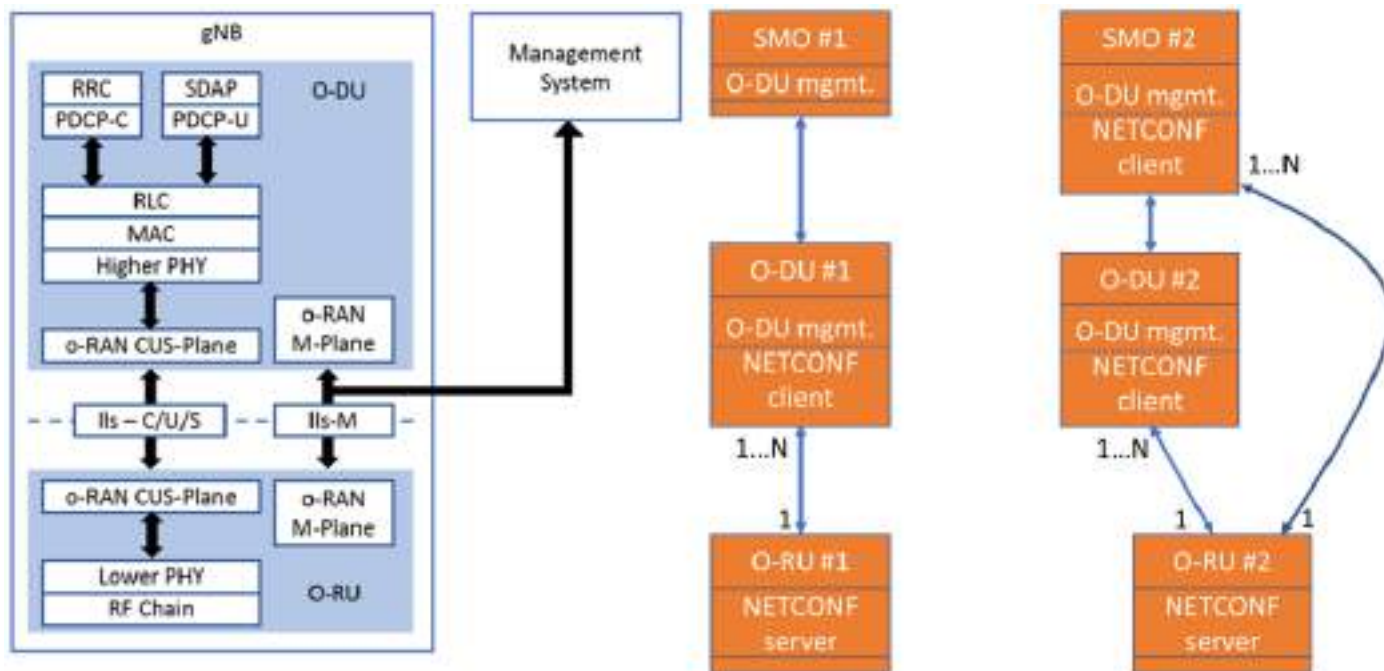 gNB
RRC
PDCP-C
SDAP
PDCP-U
O-DU
RLC
MAC
Higher PHY
o-RAN CUS-Plane
o-RAN
M-Plane
lls – C/U/S
lls-M
o-RAN CUS-Plane
o-RAN
M-Plane
Lower PHY
RF Chain
O-RU
Management
System
SMO #1
O-DU mgmt.
O-DU #1
O-DU mgmt.
NETCONF
client
1...N
1
O-RU #1
NETCONF
server
SMO #2
O-DU mgmt.
NETCONF
client
1...N
O-DU #2
O-DU mgmt.
NETCONF
client
1...N
1
1
O-RU #2
NETCONF
server